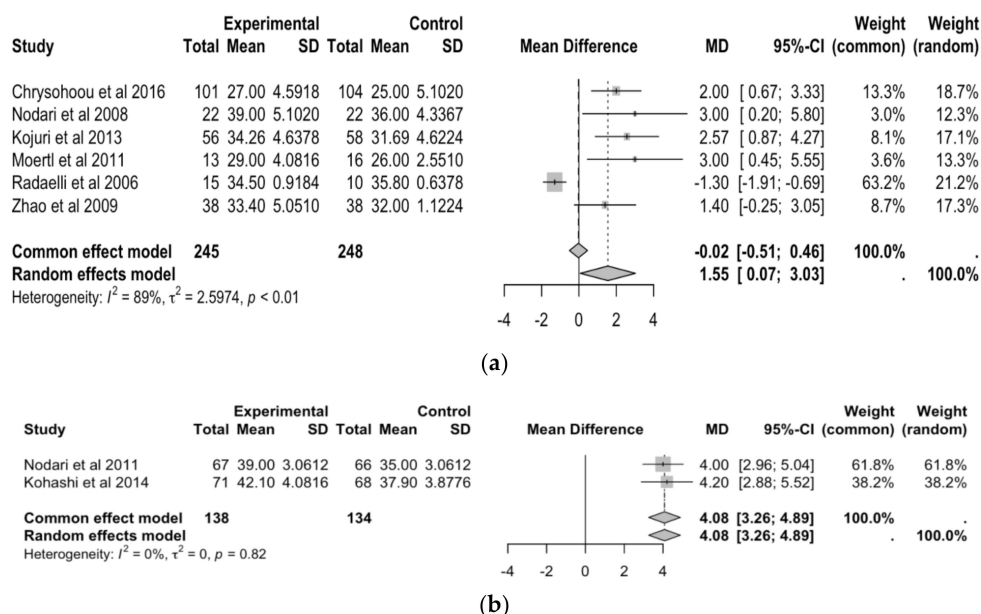 Experimental Control Weight Weight
Study Total Mean SD Total Mean SD Mean Difference MD 95%-CI (common) (random)
Chrysohoou et al 2016 101 27.00 4.5918 104 25.00 5.1020 2.00 [ 0.67; 3.33] 13.3% 18.7%
Nodari et al 2008 22 39.00 5.1020 22 36.00 4.3367 3.00 [ 0.20; 5.80] 3.0% 12.3%
Kojuri et al 2013 56 34.26 4.6378 58 31.69 4.6224 2.57 [ 0.87; 4.27] 8.1% 17.1%
Moertl et al 2011 13 29.00 4.0816 16 26.00 2.5510 3.00 [ 0.45; 5.55] 3.6% 13.3%
Radaelli et al 2006 15 34.50 0.9184 10 35.80 0.6378 -1.30 [-1.91; -0.69] 63.2% 21.2%
Zhao et al 2009 38 33.40 5.0510 38 32.00 1.1224 1.40 [-0.25; 3.05] 8.7% 17.3%
Common effect model 245 248 -0.02 [-0.51; 0.46] 100.0% .
Random effects model 1.55 [ 0.07; 3.03] . 100.0%
Heterogeneity: I² = 89%, τ² = 2.5974, p < 0.01
-4 -2 0 2 4
(a)
Experimental Control Weight Weight
Study Total Mean SD Total Mean SD Mean Difference MD 95%-CI (common) (random)
Nodari et al 2011 67 39.00 3.0612 66 35.00 3.0612 4.00 [2.96; 5.04] 61.8% 61.8%
Kohashi et al 2014 71 42.10 4.0816 68 37.90 3.8776 4.20 [2.88; 5.52] 38.2% 38.2%
Common effect model 138 134 4.08 [3.26; 4.89] 100.0% .
Random effects model 4.08 [3.26; 4.89] . 100.0%
Heterogeneity: I² = 0%, τ² = 0, p = 0.82
-4 -2 0 2 4
(b)